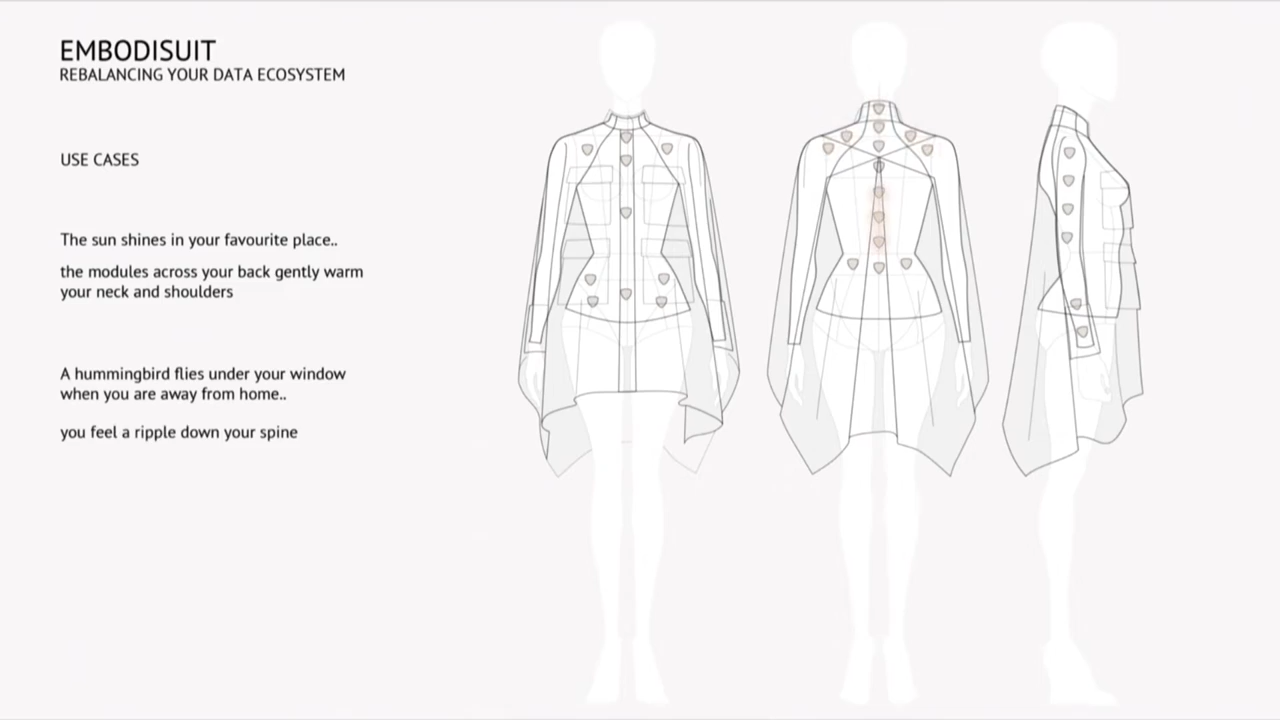 EMBODISUIT
REBALANCING YOUR DATA ECOSYSTEM
USE CASES
The sun shines in your favourite place..
the modules across your back gently warm
your neck and shoulders
A hummingbird flies under your window
when you are away from home..
you feel a ripple down your spine